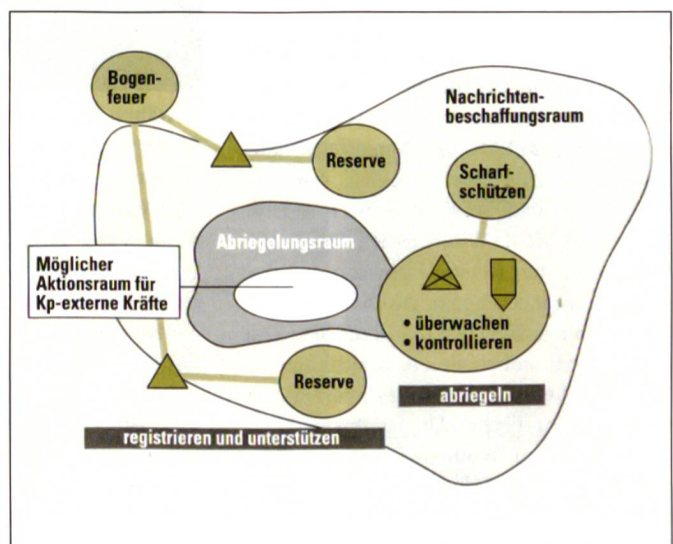 Bogen-
feuer
Nachrichten-
beschaffungsraum
Reserve
Scharf-
schützen
Abriegelungsraum
Möglicher
Aktionsraum für
Kp-externe Kräfte
• überwachen
• kontrollieren
Reserve
abriegeln
registrieren und unterstützen